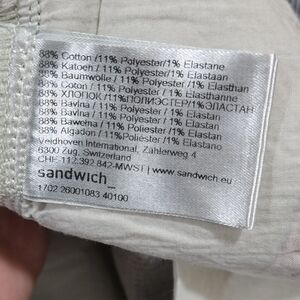 88% Cotton / 11% Polyester / 1% Elastane
88% Katoen / 11% Polyester / 1% Elastaan
88% Baumwolle / 11% Polyester / 1% Elasthan
88% Coton / 11% Polyester / 1% Elasthanne
88% ХЛОПОК /11%ПОЛИЭСТЕР/1%ЭЛАСТАН
88% Bavlna / 11% Polyester / 1% Elastan
88% Bavlna / 11% Polyester / 1% Elastan
88% Bawełna / 11% Poliester / 1% Elastan
88% Algodon / 11% Poliéster / 1% Elastano
Veldhoven International, Zählerweg 4
6300 Zug, Switzerland
CHF-112.392.842-MWST | www.sandwich.eu
sandwich_
1702 26001083 40100